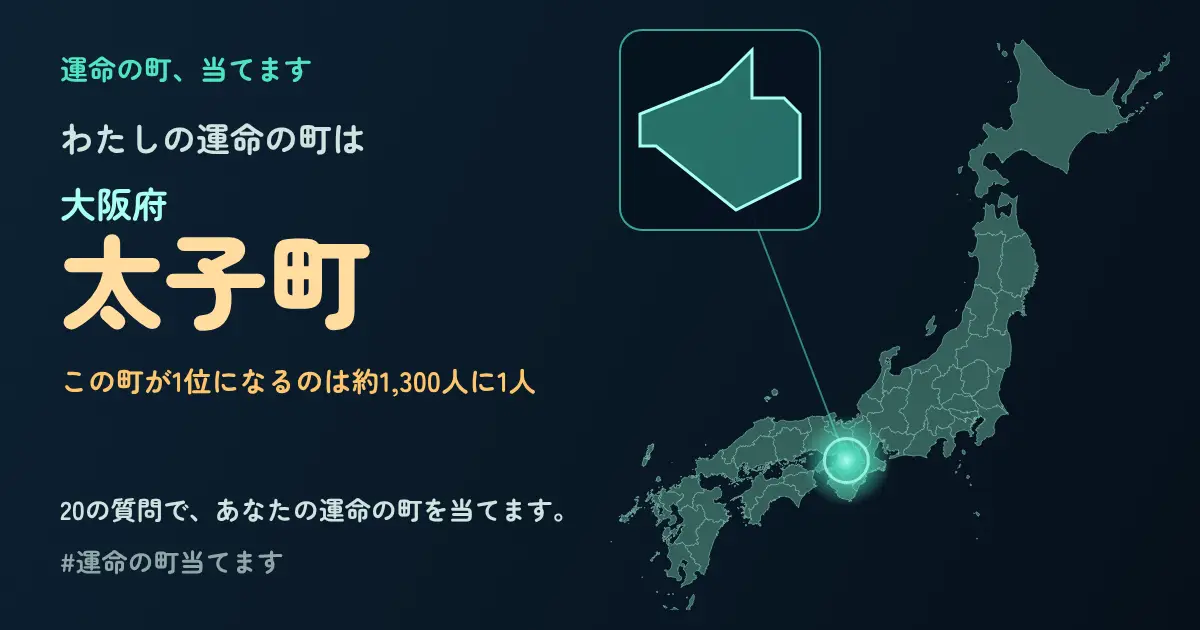 運命の町、当てます
わたしの運命の町は
大阪府
太子町
この町が1位になるのは約1,300人に1人
20の質問で、あなたの運命の町を当てます。
#運命の町当てます